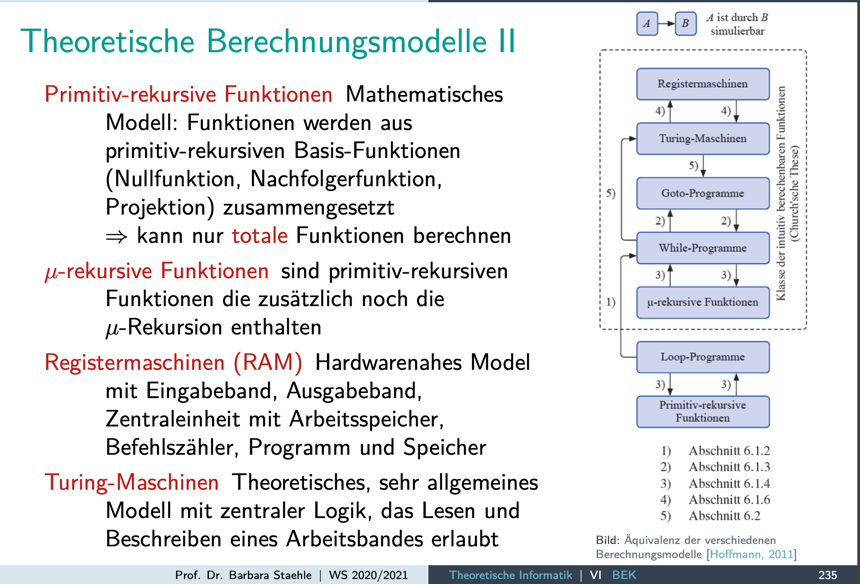 Theoretische Berechnungsmodelle II
Primitiv-rekursive Funktionen Mathematisches
Modell: Funktionen werden aus
primitiv-rekursiven Basis-Funktionen
(Nullfunktion, Nachfolgerfunktion,
Projektion) zusammengesetzt
⇒ kann nur totale Funktionen berechnen
μ-rekursive Funktionen sind primitiv-rekursiven
Funktionen die zusätzlich noch die
μ-Rekursion enthalten
Registermaschinen (RAM) Hardwarenahes Model
mit Eingabeband, Ausgabeband,
Zentraleinheit mit Arbeitsspeicher,
Befehlszähler, Programm und Speicher
Turing-Maschinen Theoretisches, sehr allgemeines
Modell mit zentraler Logik, das Lesen und
Beschreiben eines Arbeitsbandes erlaubt
A B A ist durch B
simulierbar
Registermaschinen
4) 4)
Turing-Maschinen
5)
Goto-Programme
5)
2) 2)
While-Programme
3) 3)
μ-rekursive Funktionen
1)
Klasse der intuitiv berechenbaren Funktionen
(Church'sche These)
Loop-Programme
3) 3)
Primitiv-rekursive
Funktionen
1) Abschnitt 6.1.2
2) Abschnitt 6.1.3
3) Abschnitt 6.1.4
4) Abschnitt 6.1.6
5) Abschnitt 6.2
Bild: Äquivalenz der verschiedenen
Berechnungsmodelle [Hoffmann, 2011]
Prof. Dr. Barbara Staehle | WS 2020/2021 Theoretische Informatik | VI BEK 235